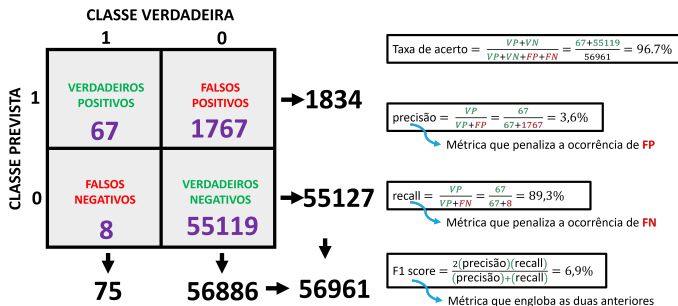 CLASSE VERDADEIRA
1 0
CLASSE PREVISTA
1
VERDADEIROS
POSITIVOS
67
FALSOS
POSITIVOS
1767
1834
0
FALSOS
NEGATIVOS
8
VERDADEIROS
NEGATIVOS
55119
55127
75
56886
56961
Taxa de acerto = VP+VN / VP+VN+FP+FN = 67+55119 / 56961 = 96.7%
precisão = VP / VP+FP = 67 / 67+1767 = 3,6%
Métrica que penaliza a ocorrência de FP
recall = VP / VP+FN = 67 / 67+8 = 89,3%
Métrica que penaliza a ocorrência de FN
F1 score = 2(precisão)(recall) / (precisão)+(recall) = 6,9%
Métrica que engloba as duas anteriores